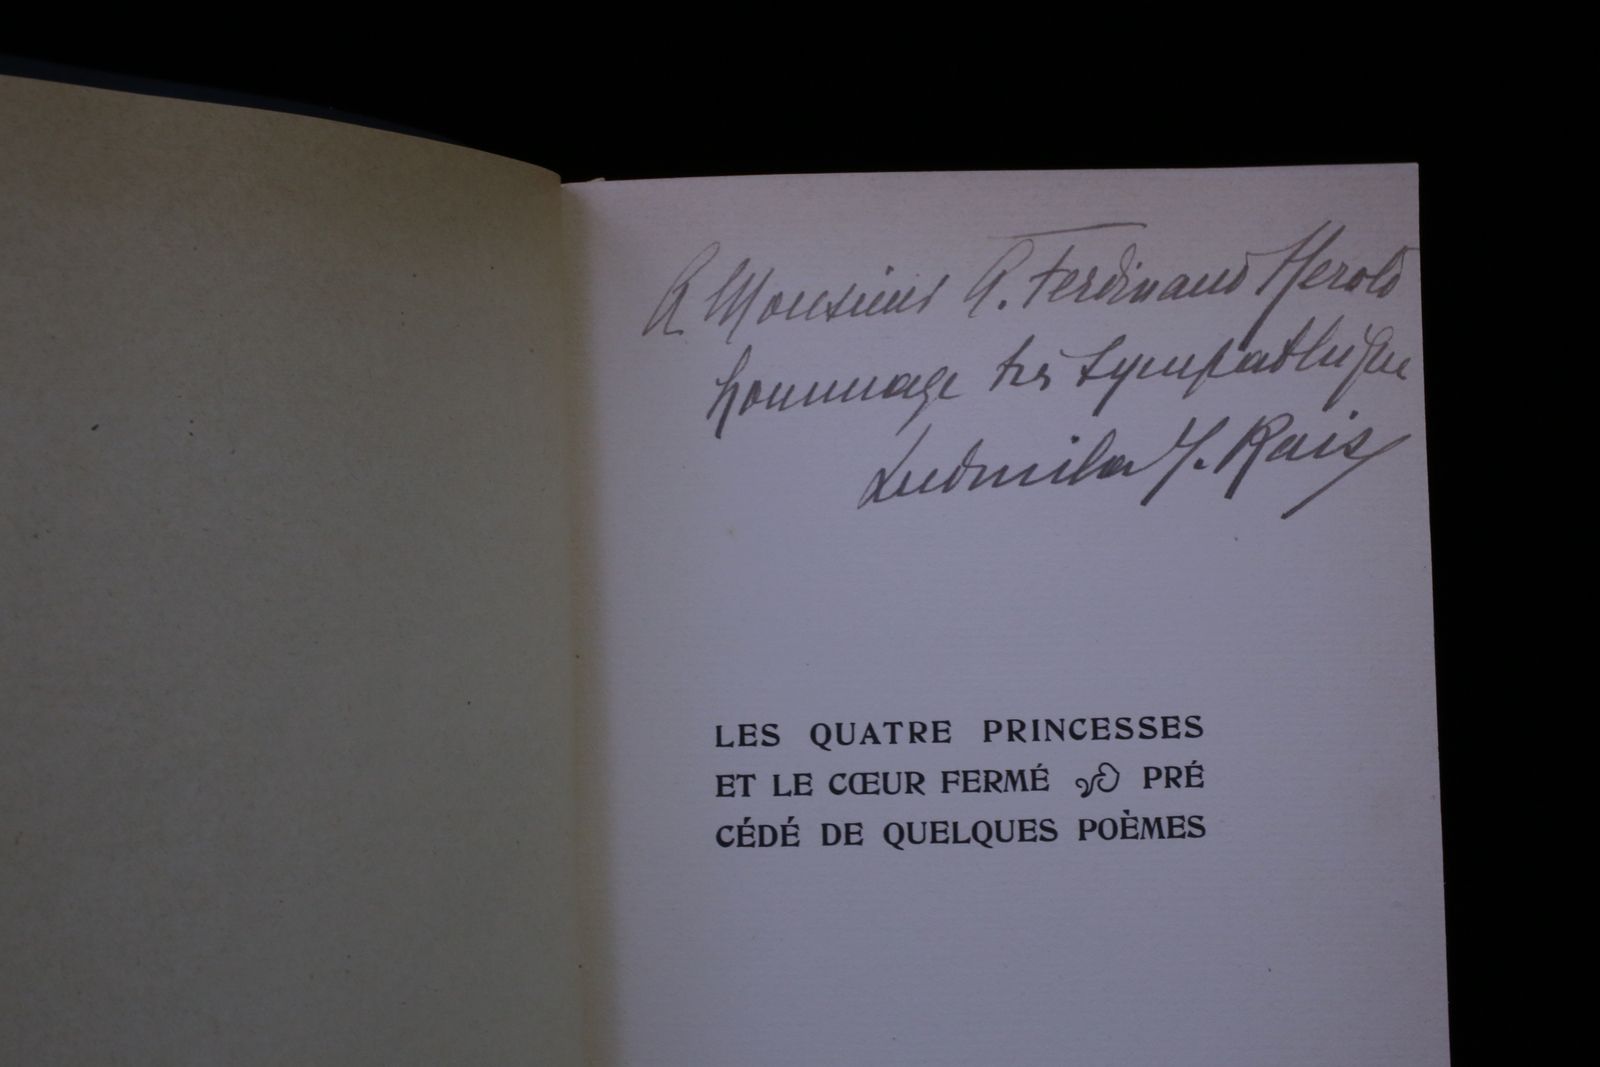 A Monsieur A. Ferdinand Herold
hommage très sympathique
Ludmila J. Rais
LES QUATRE PRINCESSES
ET LE CŒUR FERMÉ PRÉ
CÉDÉ DE QUELQUES POÈMES